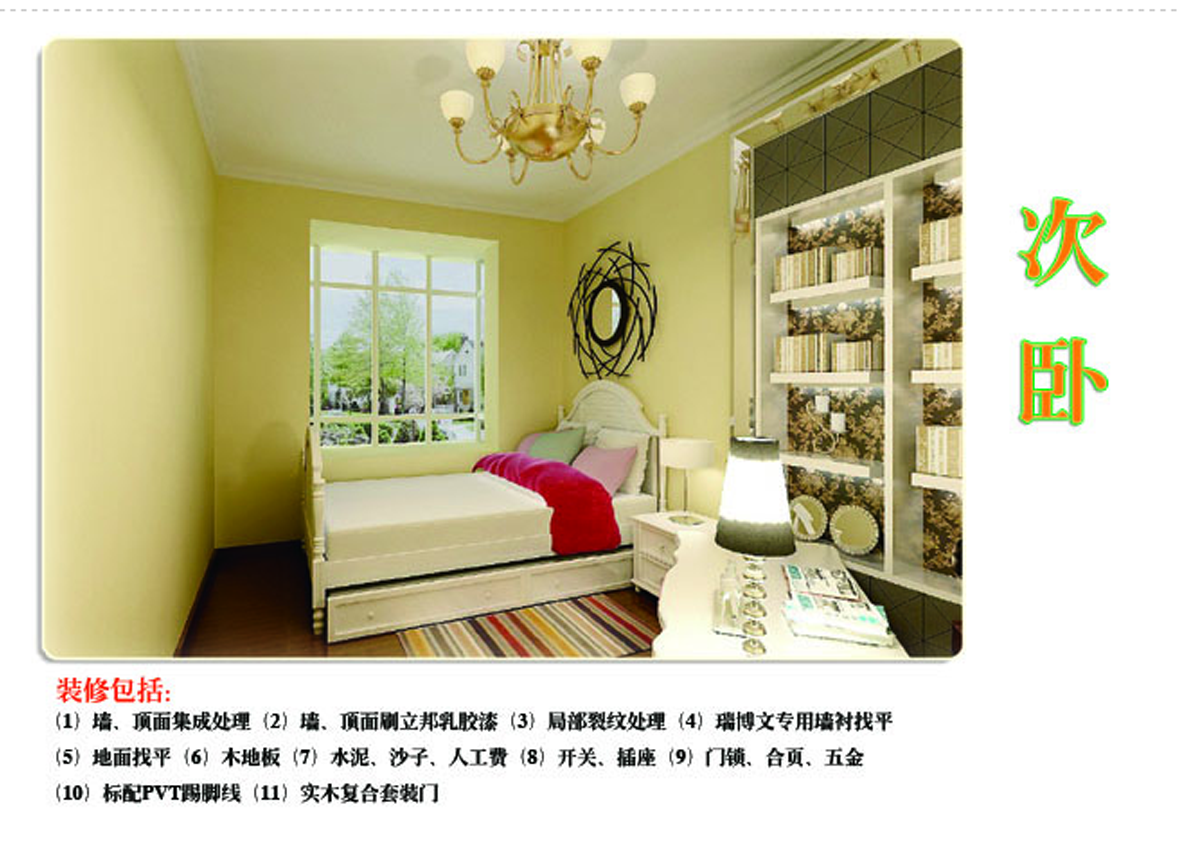 次卧
装修包括:
（1）墙、顶面集成处理（2）墙、顶面刷立邦乳胶漆（3）局部裂纹处理（4）瑞博文专用墙衬找平
（5）地面找平（6）木地板（7）水泥、沙子、人工费（8）开关、插座（9）门锁、合页、五金
（10）标配PVT踢脚线（11）实木复合套装门